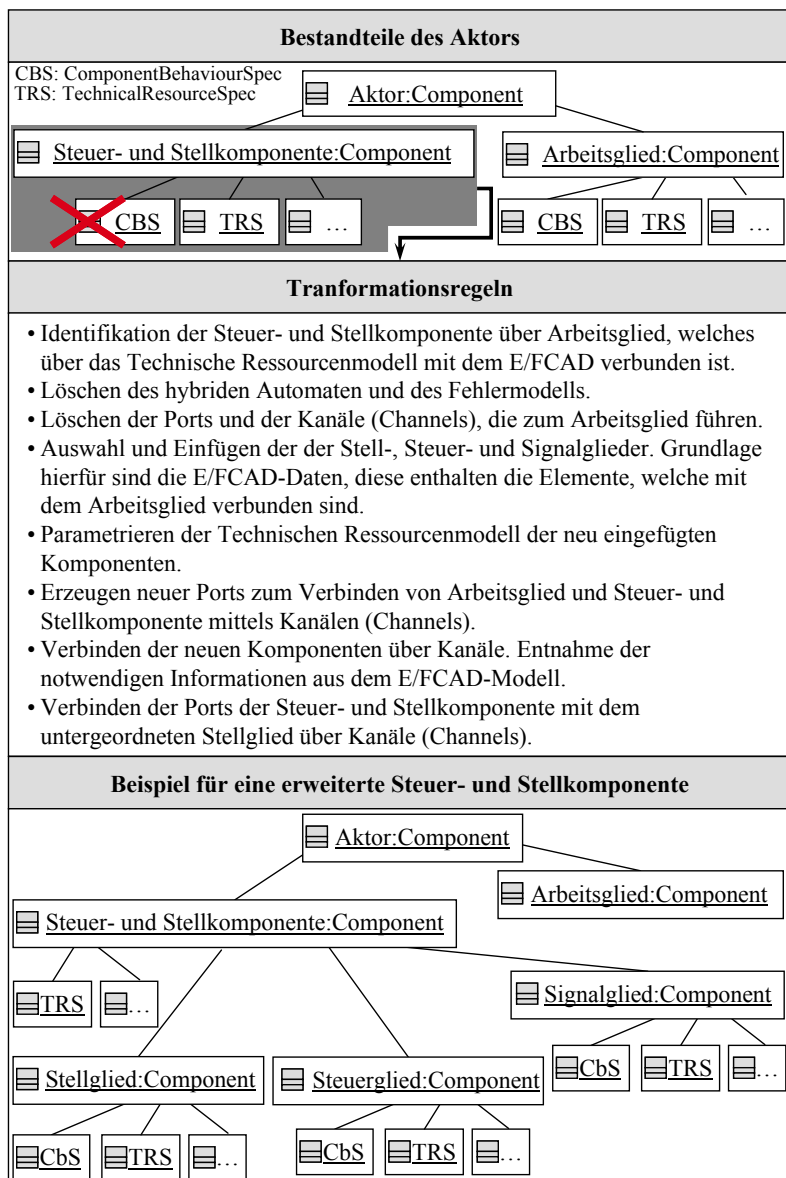 Bestandteile des Aktors
CBS: ComponentBehaviourSpec
TRS: TechnicalResourceSpec
Aktor:Component
Steuer- und Stellkomponente:Component
Arbeitsglied:Component
CBS
TRS
…
CBS
TRS
…
Tranformationsregeln
• Identifikation der Steuer- und Stellkomponente über Arbeitsglied, welches
über das Technische Ressourcenmodell mit dem E/FCAD verbunden ist.
• Löschen des hybriden Automaten und des Fehlermodells.
• Löschen der Ports und der Kanäle (Channels), die zum Arbeitsglied führen.
• Auswahl und Einfügen der der Stell-, Steuer- und Signalglieder. Grundlage
hierfür sind die E/FCAD-Daten, diese enthalten die Elemente, welche mit
dem Arbeitsglied verbunden sind.
• Parametrieren der Technischen Ressourcenmodell der neu eingefügten
Komponenten.
• Erzeugen neuer Ports zum Verbinden von Arbeitsglied und Steuer- und
Stellkomponente mittels Kanälen (Channels).
• Verbinden der neuen Komponenten über Kanäle. Entnahme der
notwendigen Informationen aus dem E/FCAD-Modell.
• Verbinden der Ports der Steuer- und Stellkomponente mit dem
untergeordneten Stellglied über Kanäle (Channels).
Beispiel für eine erweiterte Steuer- und Stellkomponente
Aktor:Component
Arbeitsglied:Component
Steuer- und Stellkomponente:Component
TRS
…
Signalglied:Component
CbS
TRS
…
Stellglied:Component
Steuerglied:Component
CbS
TRS
…
CbS
TRS
…